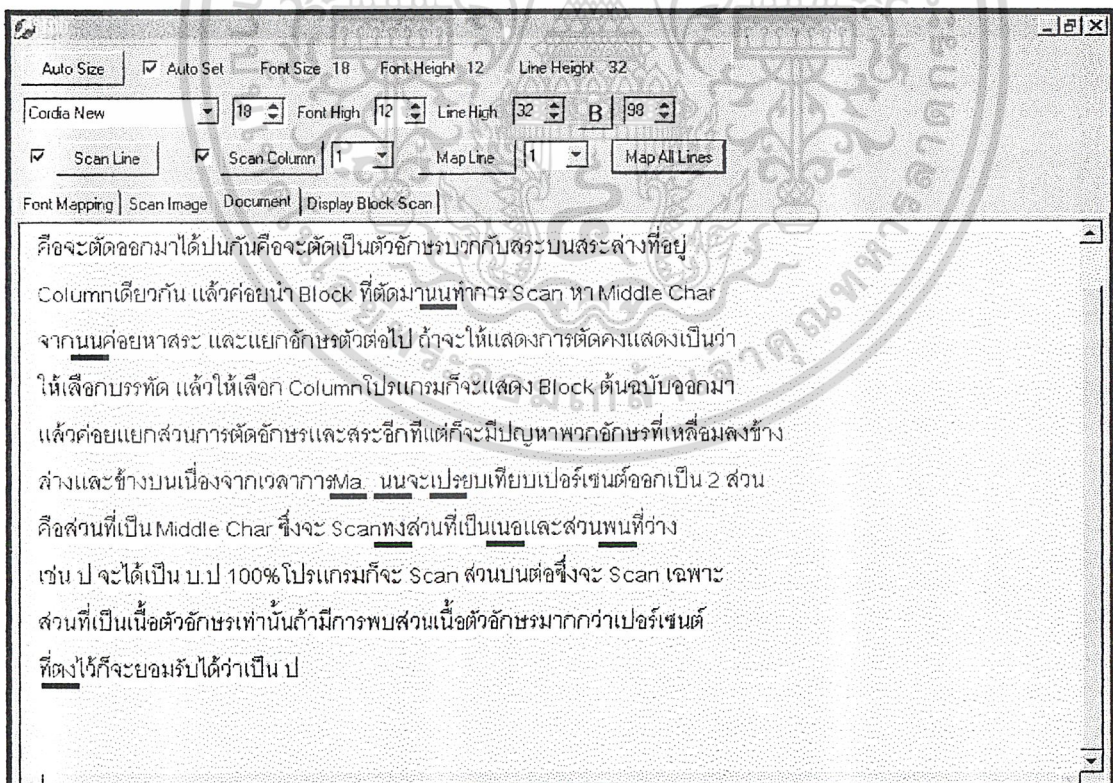 Auto Size Auto Set Font Size 18 Font Height 12 Line Height 32
Cordia New 18 Font High 12 Line High 32 B 98
Scan Line Scan Column 1 Map Line 1 Map All Lines
Font Mapping Scan Image Document Display Block Scan
คือจะตัดออกมาได้ปนกันคือจะตัดเป็นตัวอักษรบวกกับสระบนสระล่างที่อยู่
Columnเดียวกัน แล้วค่อยนำ Block ที่ตัดมานนทำการ Scan หา Middle Char
จากนนค่อยหาสระ และแยกอักษรตัวต่อไป ถ้าจะให้แสดงการตัดคงแสดงเป็นว่า
ให้เลือกบรรทัด แล้วให้เลือก Columnโปรแกรมก็จะแสดง Block ต้นฉบับออกมา
แล้วค่อยแยกส่วนการตัดอักษรและสระอีกทีแต่ก็จะมีปญหาพวกอักษรที่เหลื่อมลงข้าง
ล่างและข้างบนเนื่องจากเวลาการMa. นนจะเปรยบเทียบเปอร์เซนต์ออกเป็น 2 ส่วน
คือส่วนที่เป็น Middle Char ซึ่งจะ Scanทงส่วนที่เป็นเนอและส่วนพนที่ว่าง
เช่น ป จะได้เป็น บ.ป 100%โปรแกรมก็จะ Scan ส่วนบนต่อซึ่งจะ Scan เฉพาะ
ส่วนที่เป็นเนื้อตัวอักษรเท่านั้นถ้ามีการพบส่วนเนื้อตัวอักษรมากกว่าเปอร์เซนต์
ที่ตงไว้ก็จะยอมรับได้ว่าเป็น ป